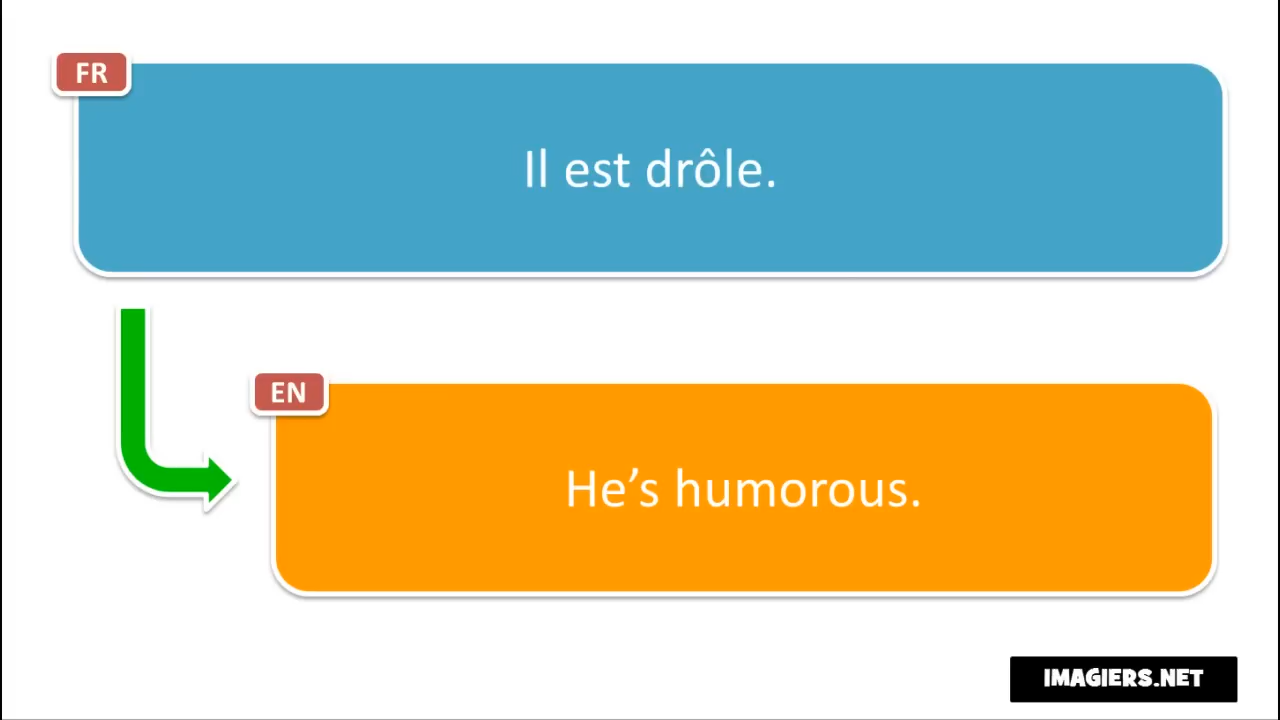 FR
Il est drôle.
EN
He’s humorous.
IMAGIERS.NET